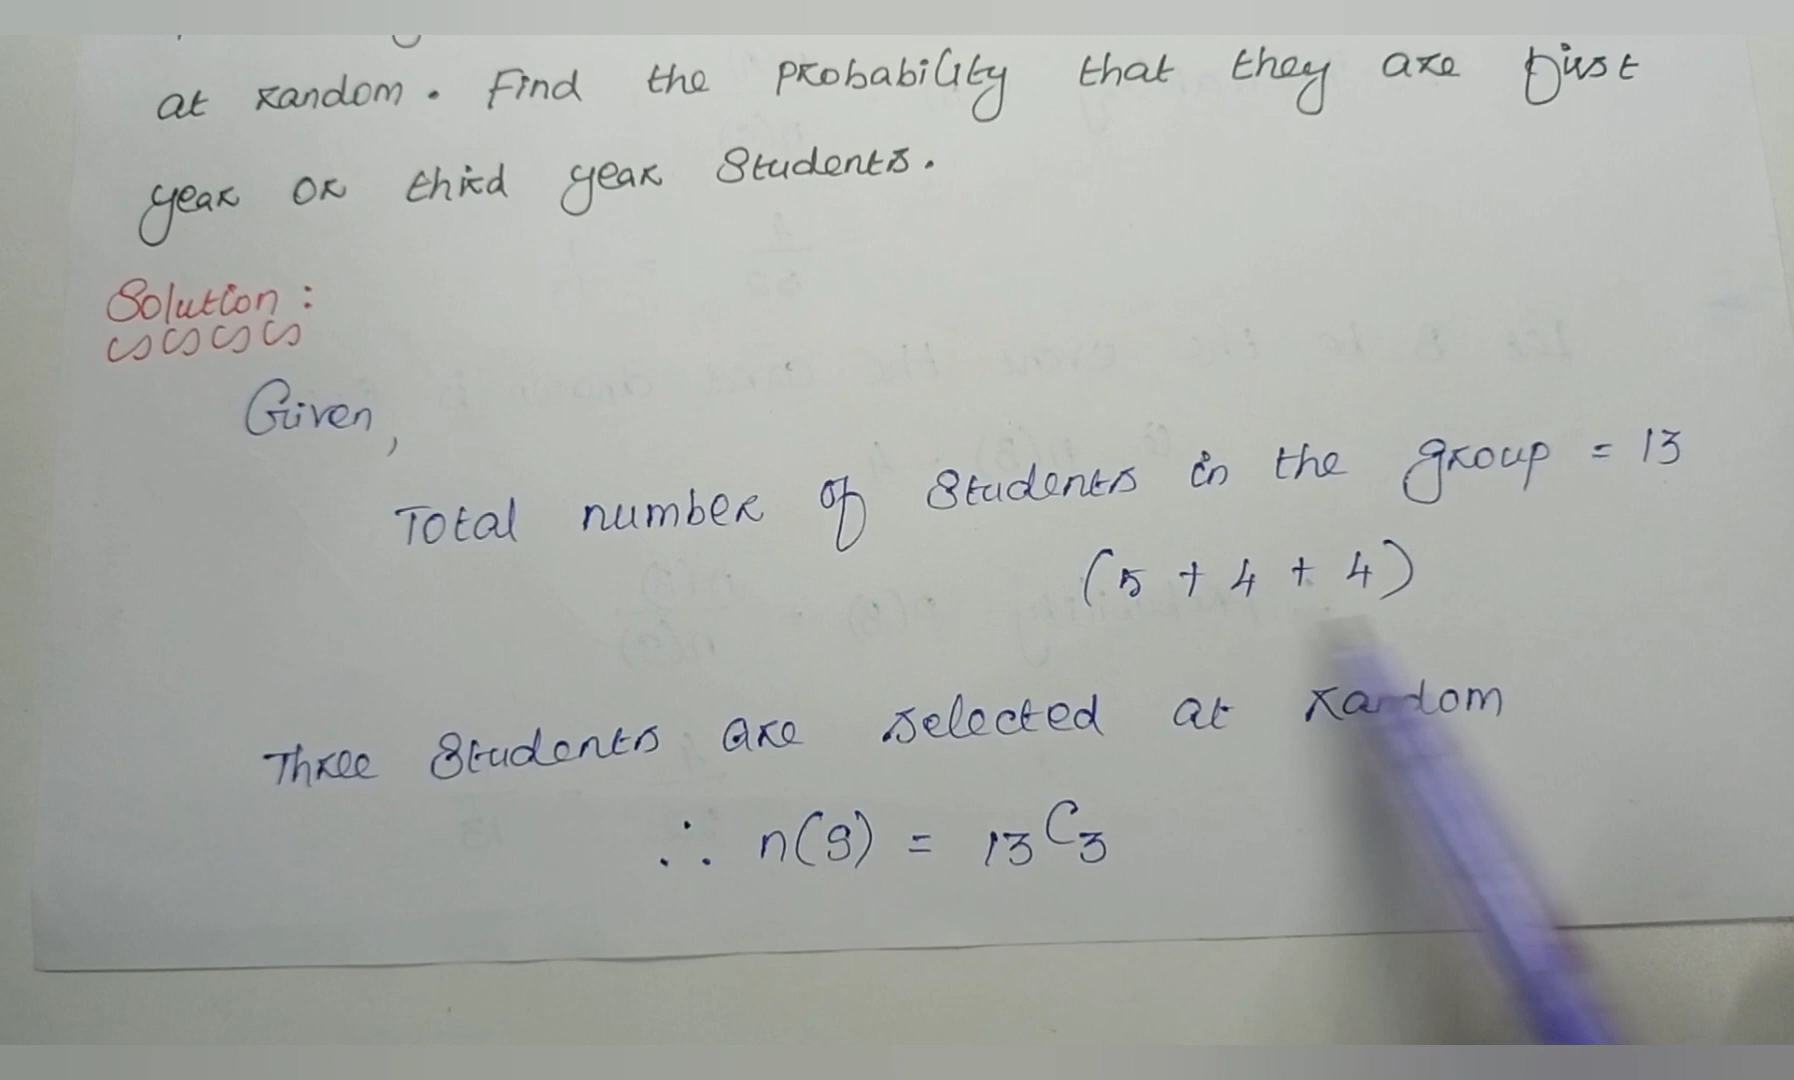 at random. Find the probability that they are first
year or third year students.
Solution:
Given,
Total number of students in the group = 13
(5 + 4 + 4)
Three students are selected at random
∴ n(S) = 13C3